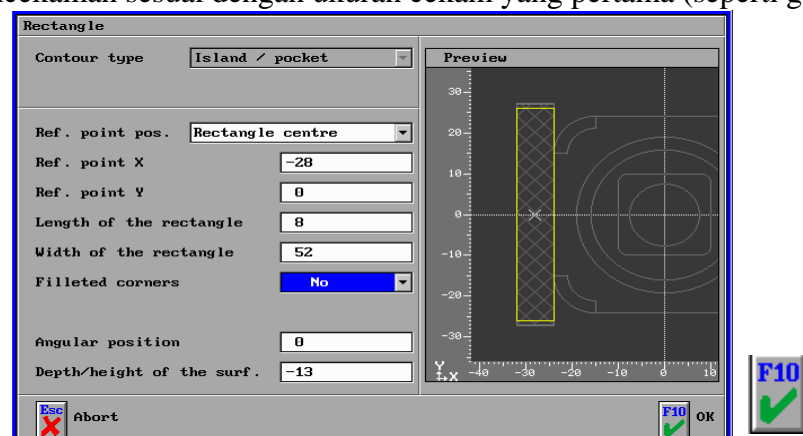 Rectangle
Contour type Island / pocket
Ref. point pos. Rectangle centre
Ref. point X -28
Ref. point Y 0
Length of the rectangle 8
Width of the rectangle 52
Filleted corners No
Angular position 0
Depth/height of the surf. -13
Preview
30
20
10
0
-10
-20
-30
Y
X -40 -30 -20 -10 0 10
Esc Abort
F10 OK
F10